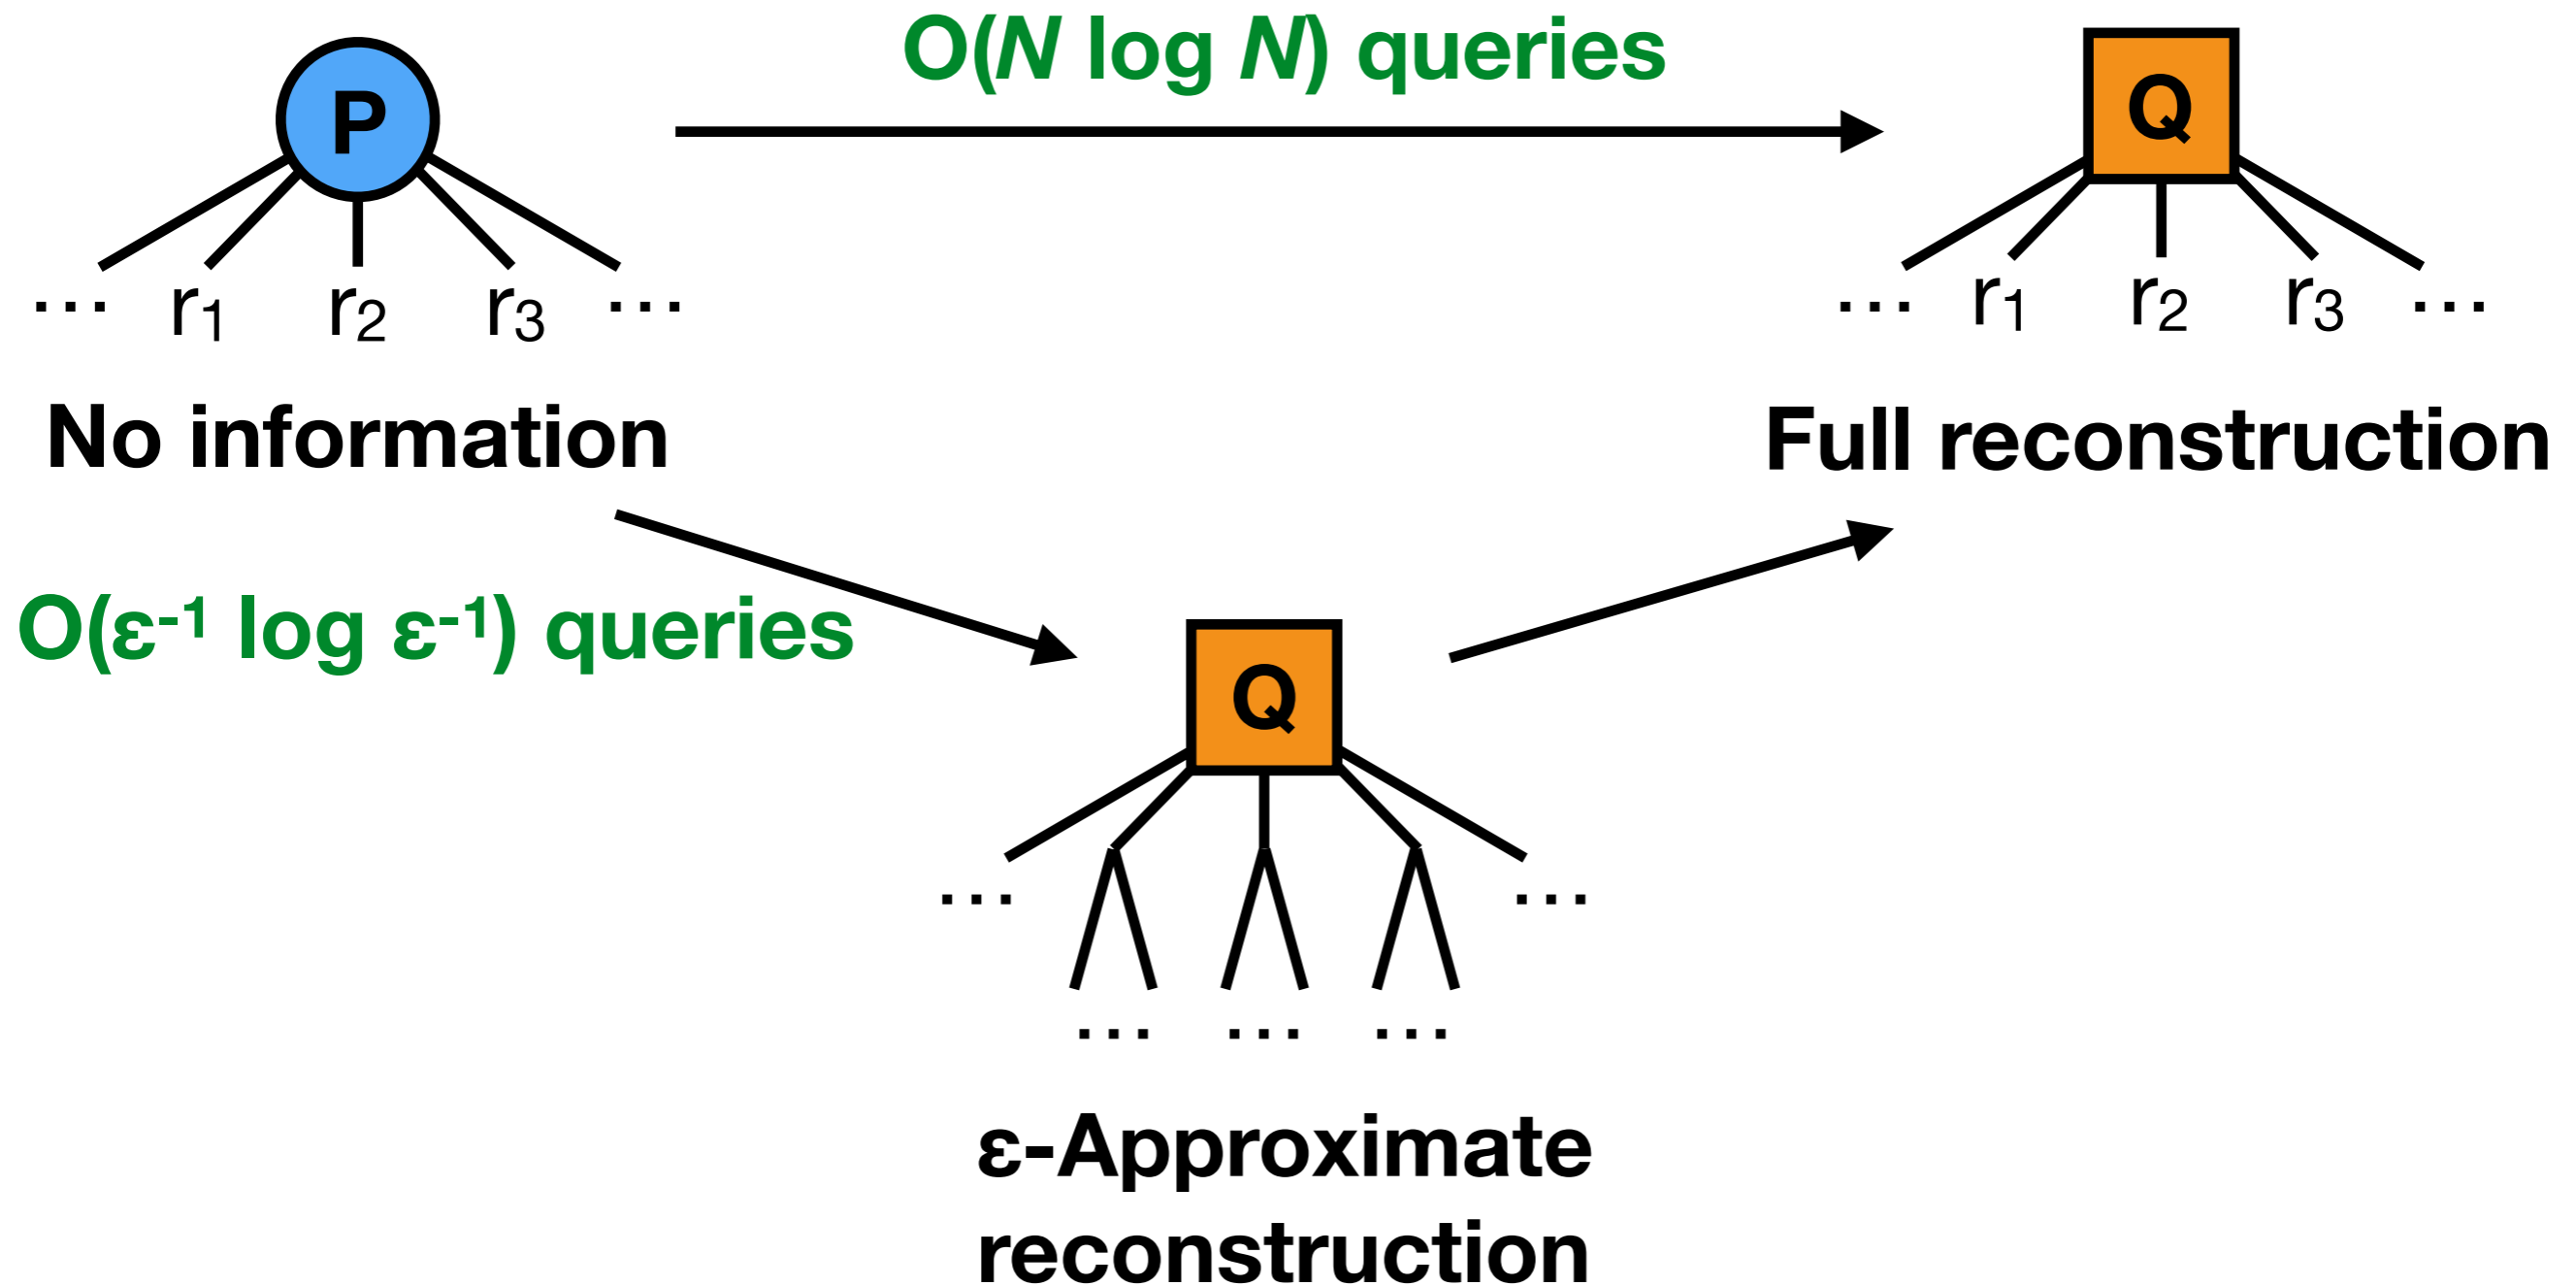 O(N log N) queries
P
Q
… r₁ r₂ r₃ …
… r₁ r₂ r₃ …
No information
Full reconstruction
O(ε⁻¹ log ε⁻¹) queries
Q
… …
… … …
ε-Approximate
reconstruction